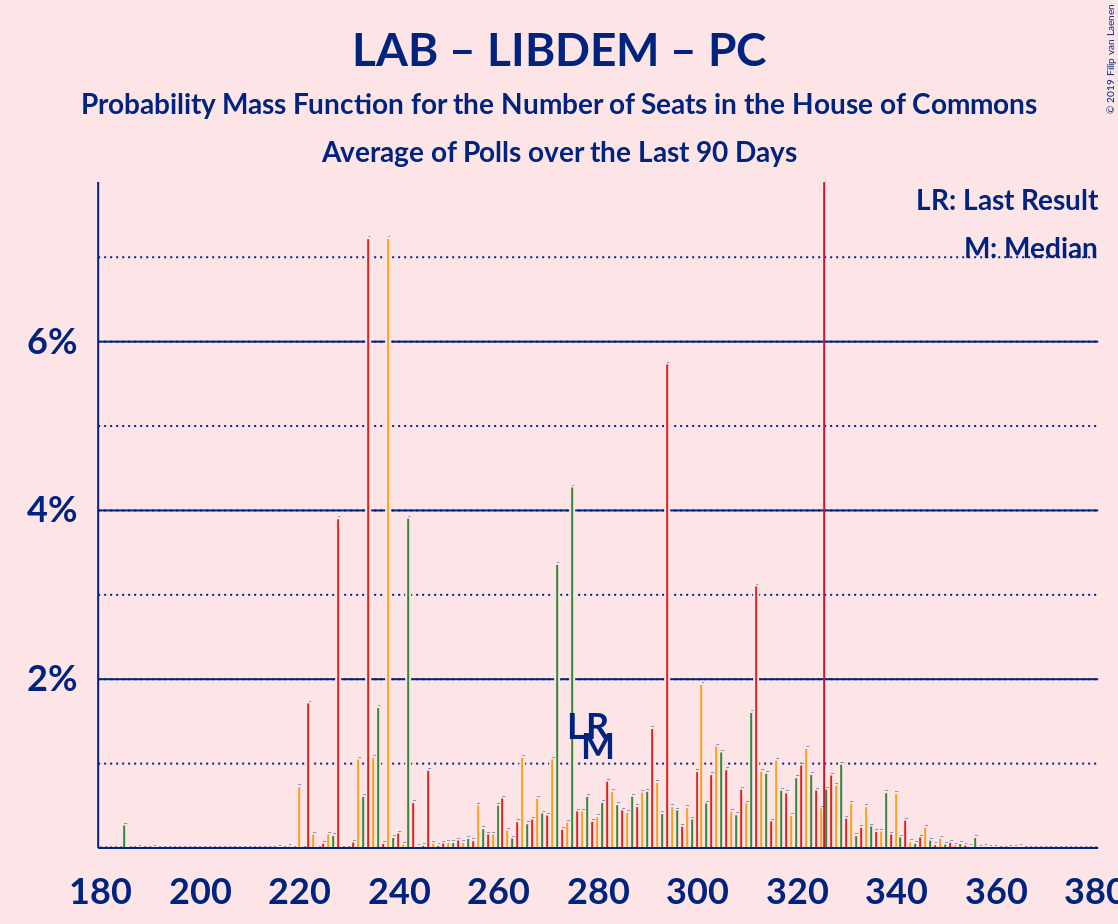 LAB – LIBDEM – PC
Probability Mass Function for the Number of Seats in the House of Commons
Average of Polls over the Last 90 Days
© 2019 Filip van Laenen
LR: Last Result
M: Median
6%
4%
2%
LR
M
180 200 220 240 260 280 300 320 340 360 380